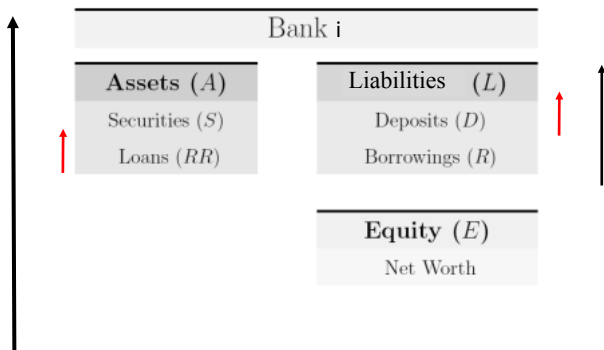 Bank i
Assets (A)
Securities (S)
Loans (RR)
Liabilities (L)
Deposits (D)
Borrowings (R)
Equity (E)
Net Worth